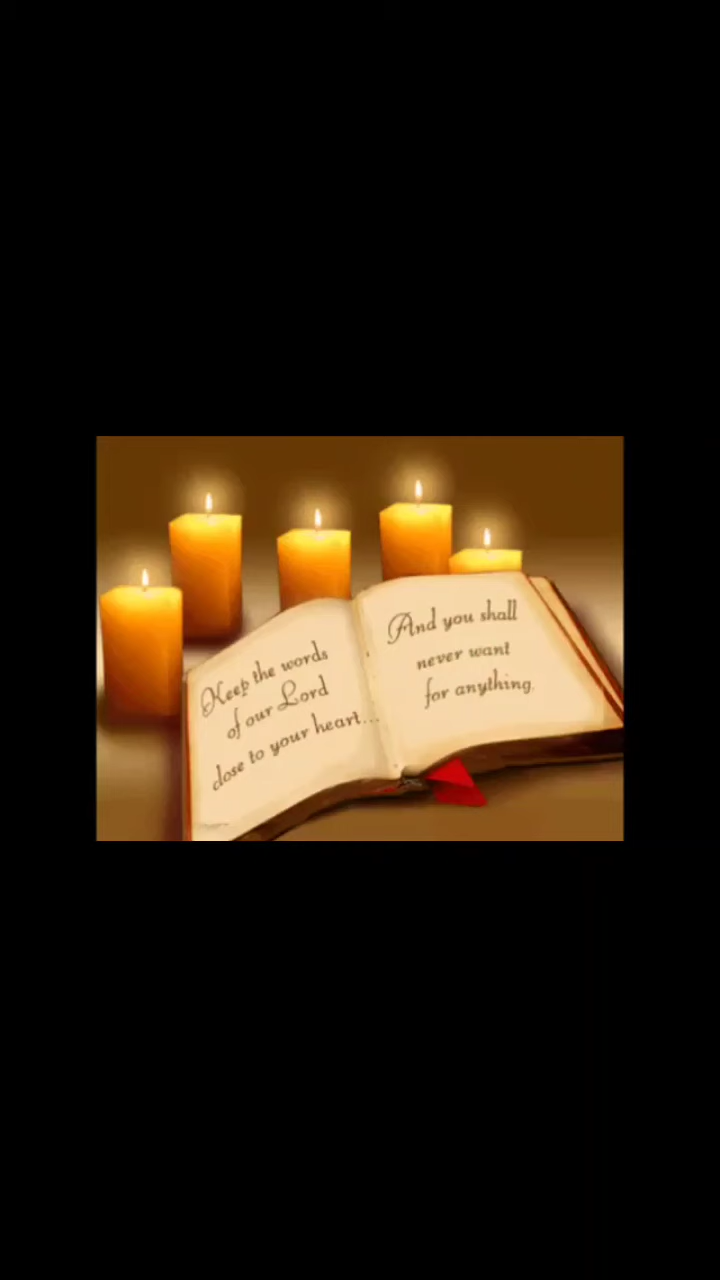 Keep the words
of our Lord
close to your heart...
And you shall
never want
for anything.